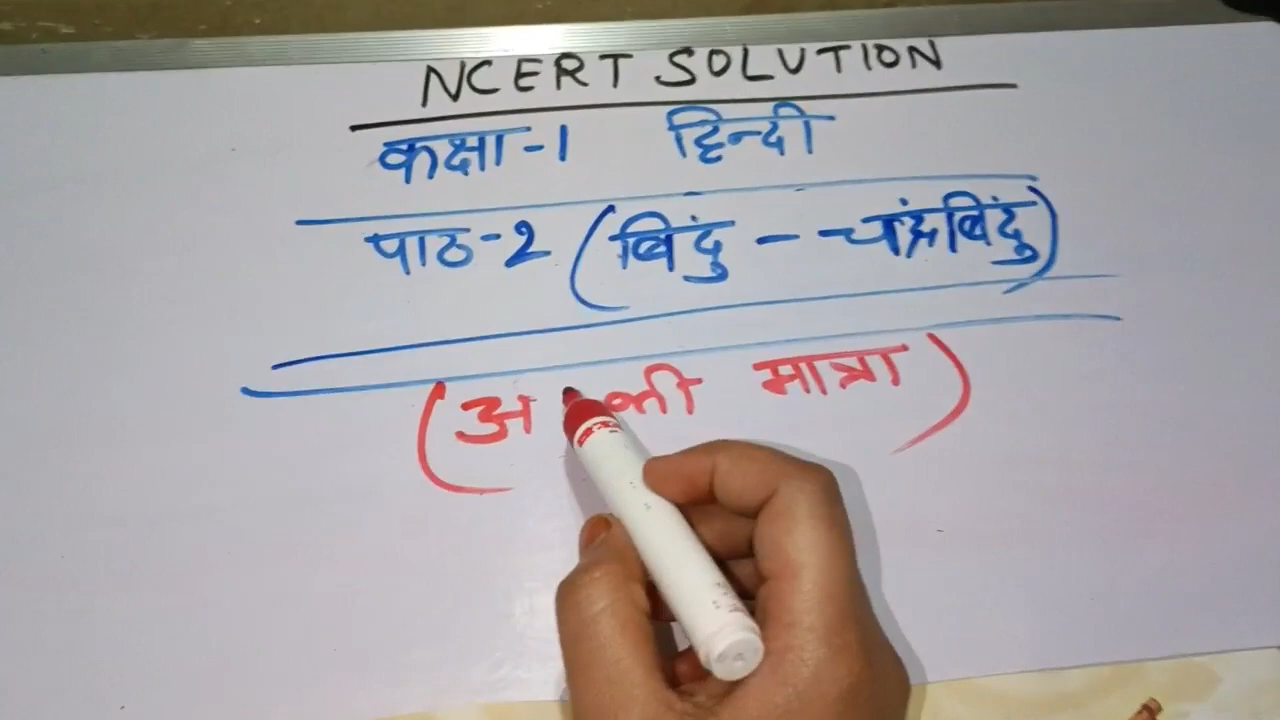 NCERT SOLUTION
कक्षा-1 हिन्दी
पाठ-2 (बिंदु - चंद्रबिंदु)
(अ की मात्रा)